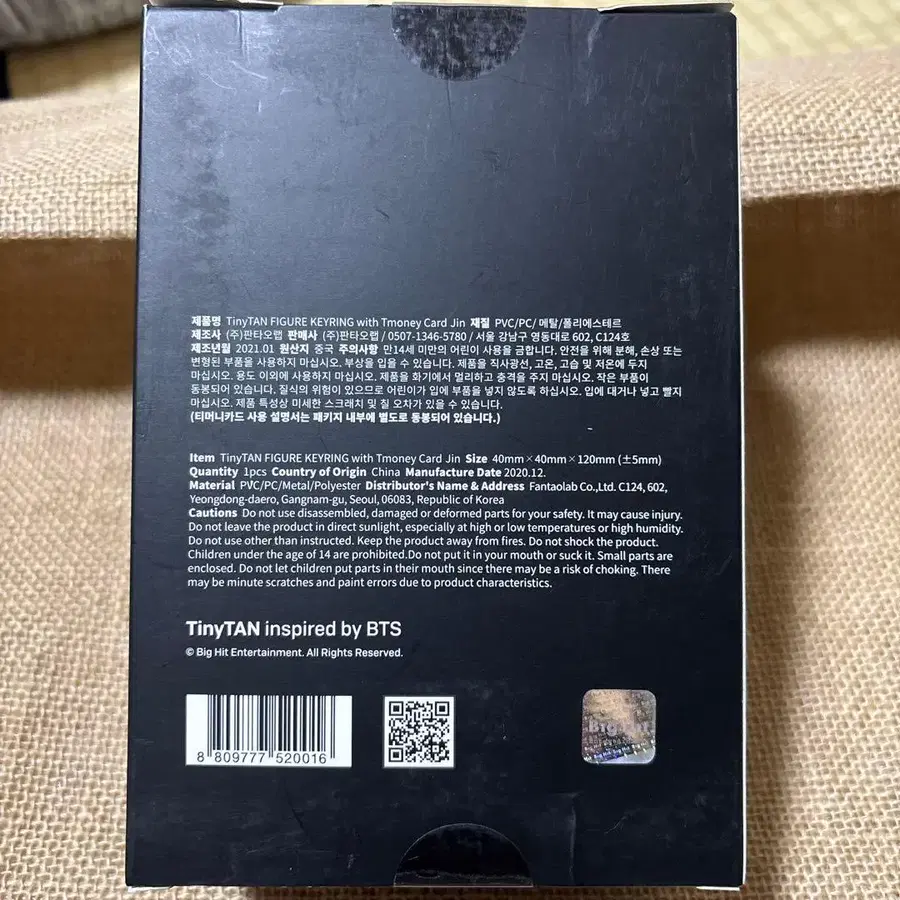 제품명 TinyTAN FIGURE KEYRING with Tmoney Card Jin 재질 PVC/PC/ 메탈/폴리에스테르
제조사 (주)판타오랩 판매사 (주)판타오랩 / 0507-1346-5780 / 서울 강남구 영동대로 602, C124호
제조년월 2021.01 원산지 중국 주의사항 만14세 미만의 어린이 사용을 금합니다. 안전을 위해 분해, 손상 또는
변형된 부품을 사용하지 마십시오. 부상을 입을 수 있습니다. 제품을 직사광선, 고온, 고습 및 저온에 두지
마십시오. 용도 이외에 사용하지 마십시오. 제품을 화기에서 멀리하고 충격을 주지 마십시오. 작은 부품이
동봉되어 있습니다. 질식의 위험이 있으므로 어린이가 입에 부품을 넣지 않도록 하십시오. 입에 대거나 넣고 빨지
마십시오. 제품 특성상 미세한 스크래치 및 칠 오차가 있을 수 있습니다.
(티머니카드 사용 설명서는 패키지 내부에 별도로 동봉되어 있습니다.)
Item TinyTAN FIGURE KEYRING with Tmoney Card Jin Size 40mm×40mm×120mm (±5mm)
Quantity 1pcs Country of Origin China Manufacture Date 2020.12.
Material PVC/PC/Metal/Polyester Distributor's Name & Address Fantaolab Co.,Ltd. C124, 602,
Yeongdong-daero, Gangnam-gu, Seoul, 06083, Republic of Korea
Cautions Do not use disassembled, damaged or deformed parts for your safety. It may cause injury.
Do not leave the product in direct sunlight, especially at high or low temperatures or high humidity.
Do not use other than instructed. Keep the product away from fires. Do not shock the product.
Children under the age of 14 are prohibited.Do not put it in your mouth or suck it. Small parts are
enclosed. Do not let children put parts in their mouth since there may be a risk of choking. There
may be minute scratches and paint errors due to product characteristics.
TinyTAN inspired by BTS
© Big Hit Entertainment. All Rights Reserved.
8 809777 520016